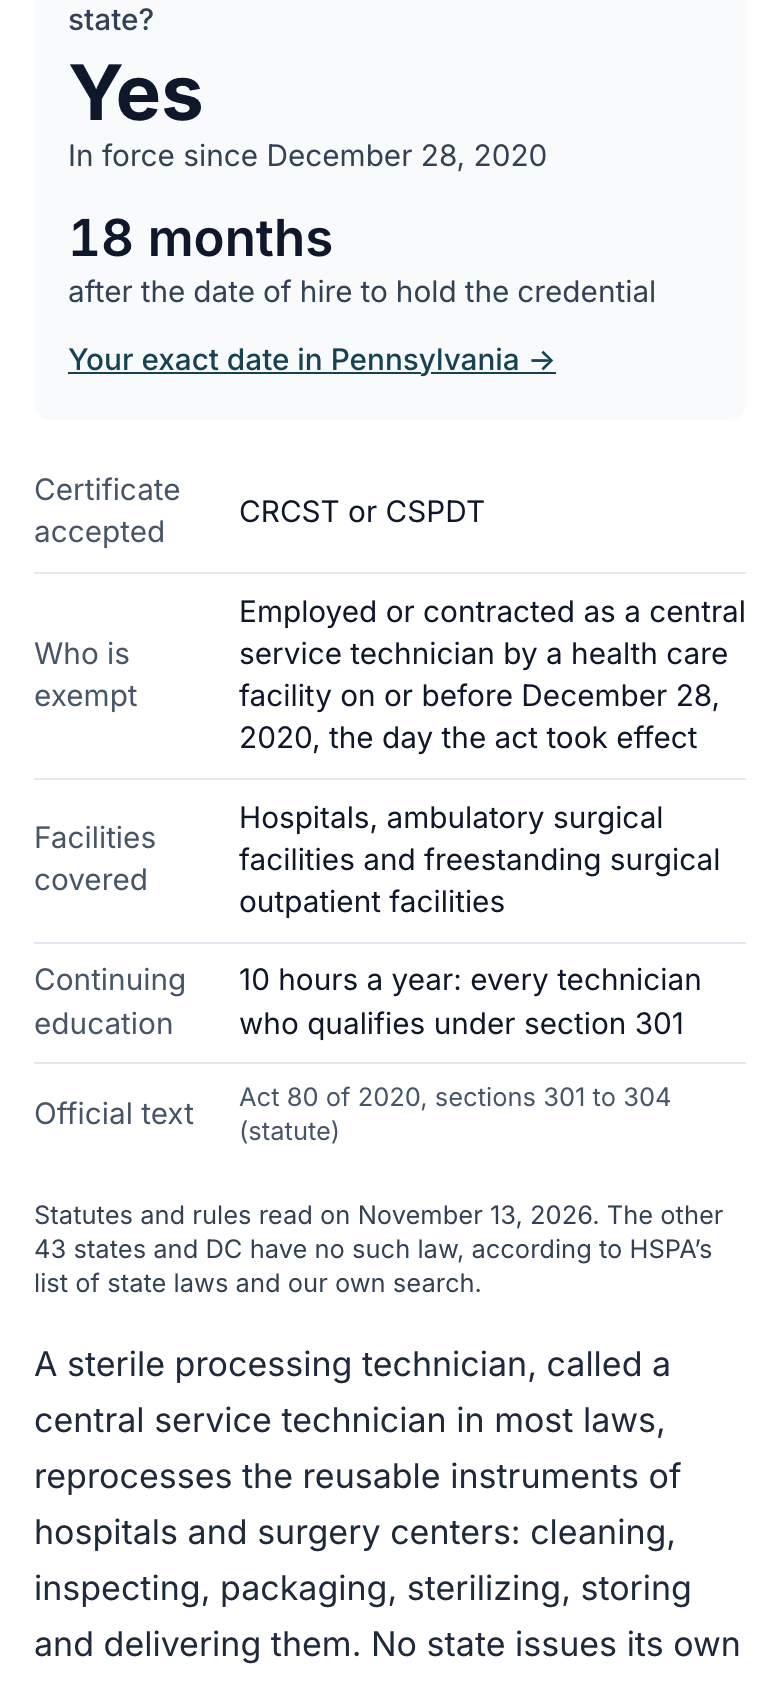 state?
Yes
In force since December 28, 2020
18 months
after the date of hire to hold the credential
Your exact date in Pennsylvania →
Certificate
accepted
CRCST or CSPDT
Who is
exempt
Employed or contracted as a central
service technician by a health care
facility on or before December 28,
2020, the day the act took effect
Facilities
covered
Hospitals, ambulatory surgical
facilities and freestanding surgical
outpatient facilities
Continuing
education
10 hours a year: every technician
who qualifies under section 301
Official text
Act 80 of 2020, sections 301 to 304
(statute)
Statutes and rules read on November 13, 2026. The other
43 states and DC have no such law, according to HSPA’s
list of state laws and our own search.
A sterile processing technician, called a
central service technician in most laws,
reprocesses the reusable instruments of
hospitals and surgery centers: cleaning,
inspecting, packaging, sterilizing, storing
and delivering them. No state issues its own